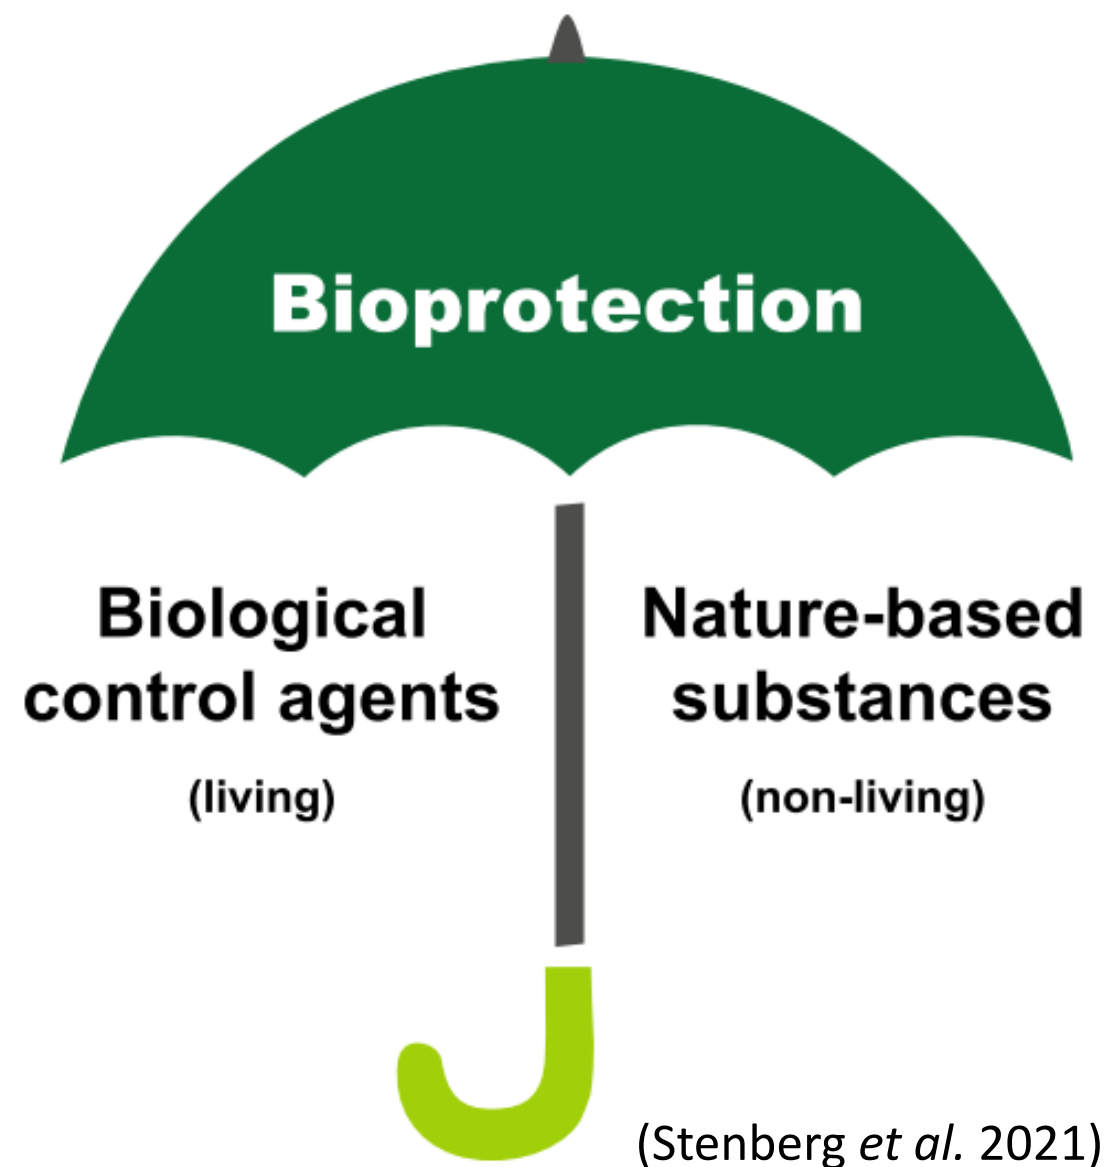 Bioprotection
Biological
control agents
(living)
Nature-based
substances
(non-living)
(Stenberg et al. 2021)